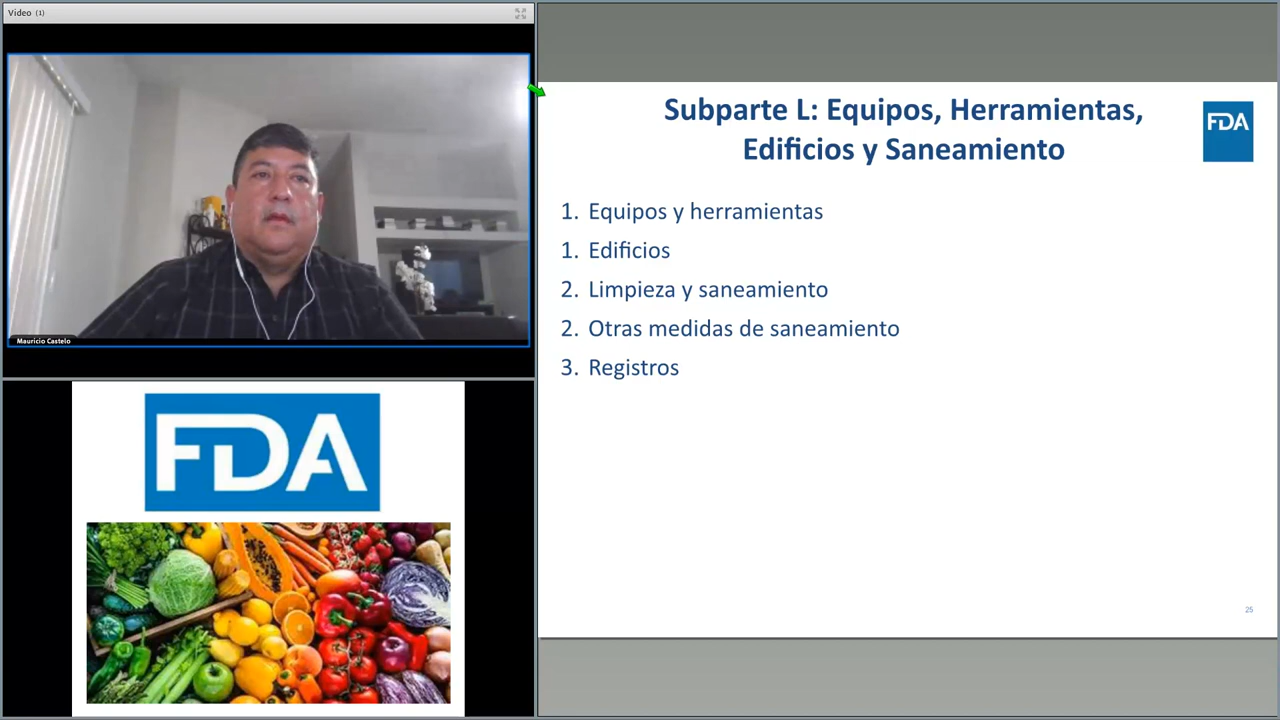 Video (1)
Mauricio Castelo
FDA
Subparte L: Equipos, Herramientas,
Edificios y Saneamiento
FDA
1. Equipos y herramientas
1. Edificios
2. Limpieza y saneamiento
2. Otras medidas de saneamiento
3. Registros
25